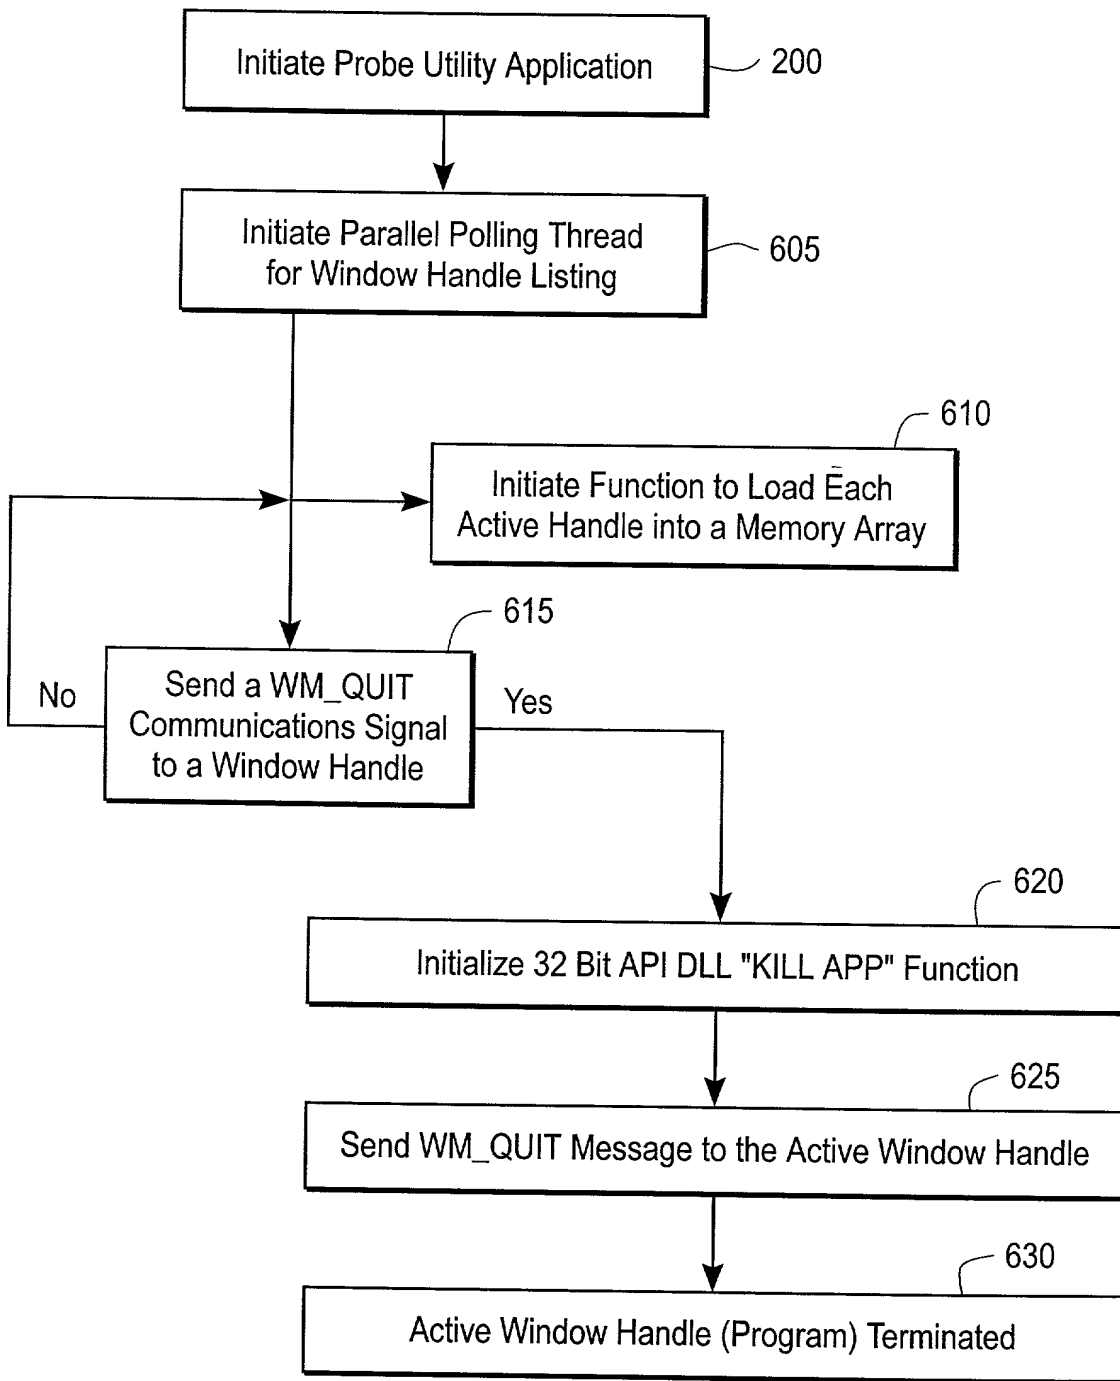 Initiate Probe Utility Application
200
Initiate Parallel Polling Thread
for Window Handle Listing
605
610
Initiate Function to Load Each
Active Handle into a Memory Array
615
No
Send a WM_QUIT
Communications Signal
to a Window Handle
Yes
620
Initialize 32 Bit API DLL "KILL APP" Function
625
Send WM_QUIT Message to the Active Window Handle
630
Active Window Handle (Program) Terminated